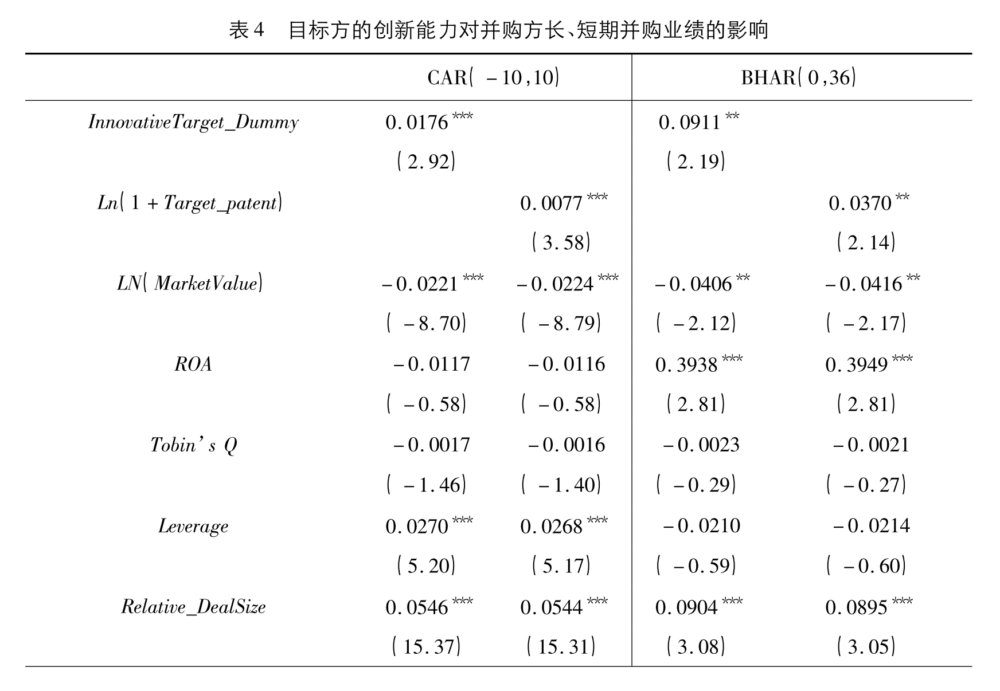 表4 目标方的创新能力对并购方长、短期并购业绩的影响
CAR( -10,10) BHAR(0,36)
InnovativeTarget_Dummy 0.0176*** 0.0911**
(2.92) (2.19)
Ln(1 + Target_patent) 0.0077*** 0.0370**
(3.58) (2.14)
LN(MarketValue) -0.0221*** -0.0224*** -0.0406** -0.0416**
( -8.70) ( -8.79) ( -2.12) ( -2.17)
ROA -0.0117 -0.0116 0.3938*** 0.3949***
( -0.58) ( -0.58) (2.81) (2.81)
Tobin's Q -0.0017 -0.0016 -0.0023 -0.0021
( -1.46) ( -1.40) ( -0.29) ( -0.27)
Leverage 0.0270*** 0.0268*** -0.0210 -0.0214
(5.20) (5.17) ( -0.59) ( -0.60)
Relative_DealSize 0.0546*** 0.0544*** 0.0904*** 0.0895***
(15.37) (15.31) (3.08) (3.05)